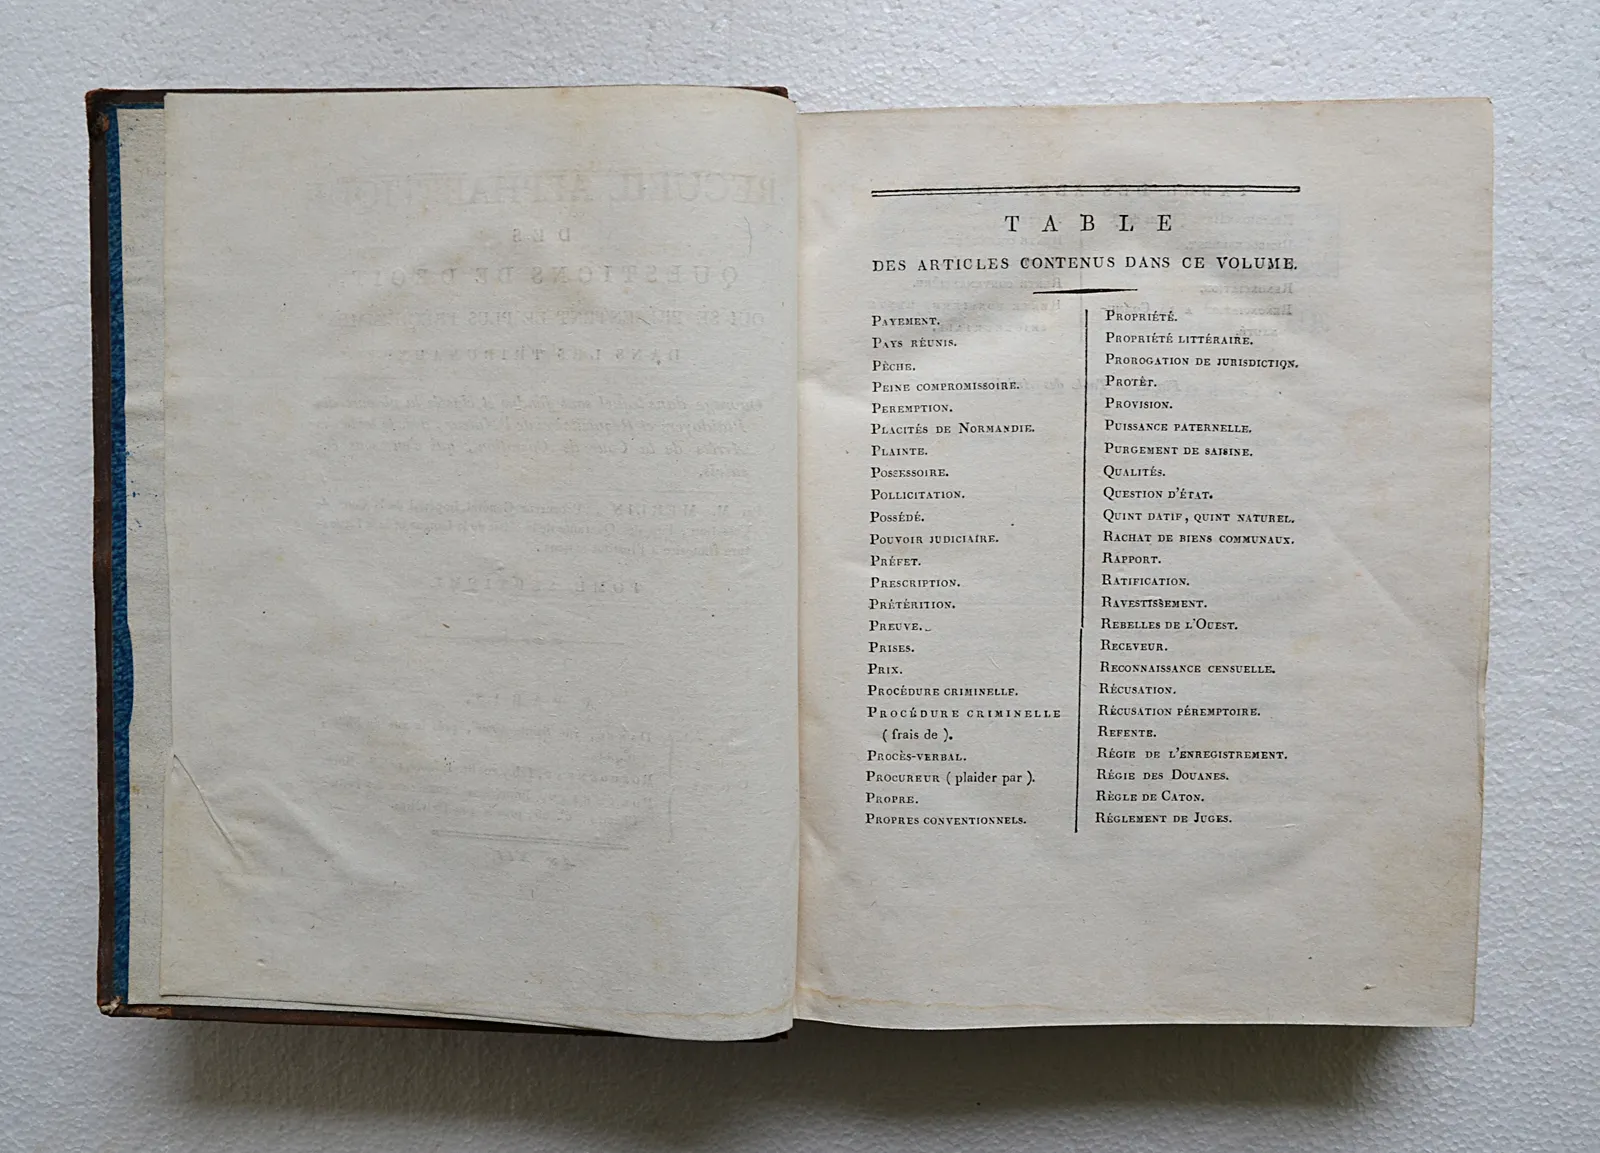 TABLE
DES ARTICLES CONTENUS DANS CE VOLUME.
PAYEMENT.
PAYS RÉUNIS.
PÊCHE.
PEINE COMPROMISSOIRE.
PEREMPTION.
PLACITÉS DE NORMANDIE.
PLAINTE.
POSSESSOIRE.
POLLICITATION.
POSSÉDÉ.
POUVOIR JUDICIAIRE.
PRÉFET.
PRESCRIPTION.
PRÉTÉRITION.
PREUVE.
PRISES.
PRIX.
PROCÉDURE CRIMINELLE.
PROCÉDURE CRIMINELLE
( frais de ).
PROCÈS-VERBAL.
PROCUREUR ( plaider par ).
PROPRE.
PROPRES CONVENTIONNELS.
PROPRIÉTÉ.
PROPRIÉTÉ LITTÉRAIRE.
PROROGATION DE JURISDICTION.
PROTÊT.
PROVISION.
PUISSANCE PATERNELLE.
PURGEMENT DE SAISINE.
QUALITÉS.
QUESTION D'ÉTAT.
QUINT DATIF, QUINT NATUREL.
RACHAT DE BIENS COMMUNAUX.
RAPPORT.
RATIFICATION.
RAVESTISSEMENT.
REBELLES DE L'OUEST.
RECEVEUR.
RECONNAISSANCE CENSUELLE.
RÉCUSATION.
RÉCUSATION PÉREMPTOIRE.
REFENTE.
RÉGIE DE L'ENREGISTREMENT.
RÉGIE DES DOUANES.
RÈGLE DE CATON.
RÉGLEMENT DE JUGES.